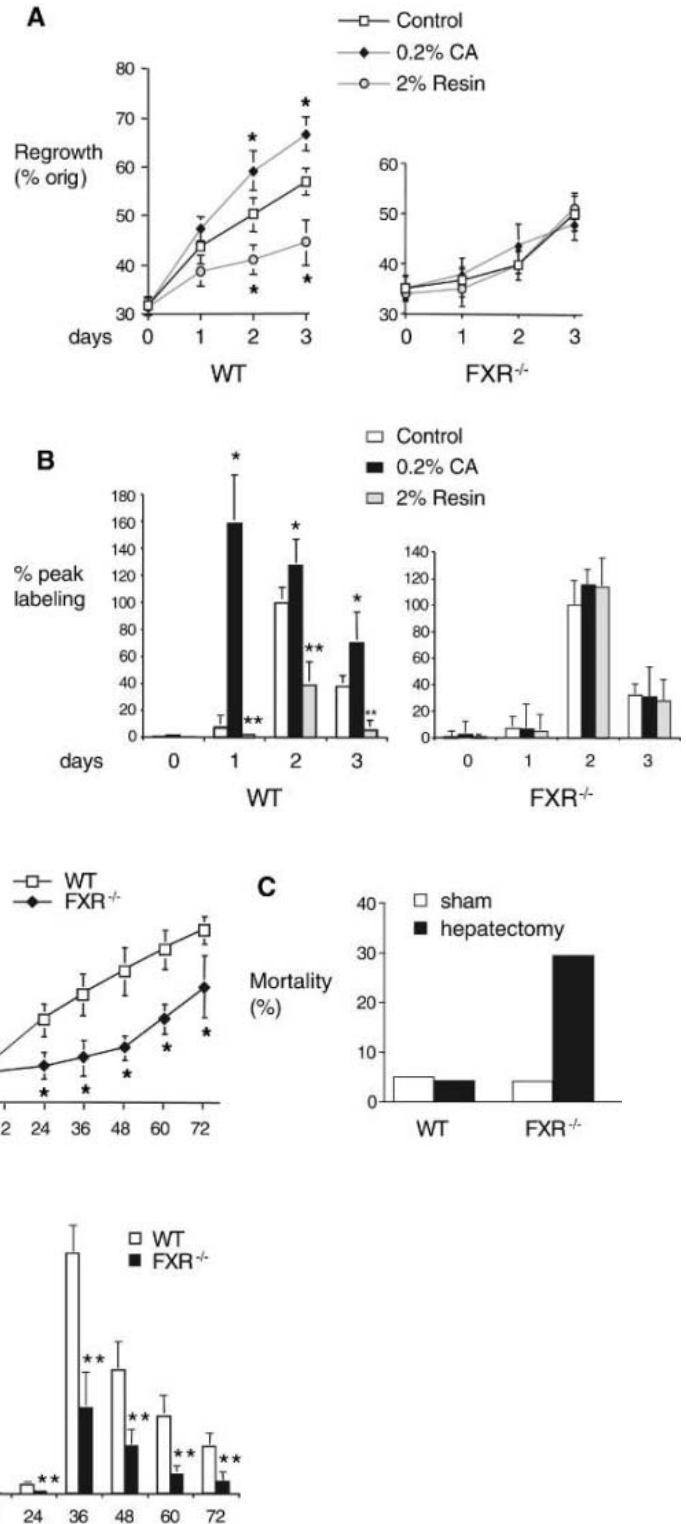 A
Control
0.2% CA
2% Resin
80
70
60
50
40
30
Regrowth
(% orig)
*
*
*
*
60
50
40
30
days 0 1 2 3
0 1 2 3
WT
FXR-/-
B
Control
0.2% CA
2% Resin
180
160
140
120
100
80
60
40
20
0
% peak
labeling
*
**
*
**
*
**
140
120
100
80
60
40
20
0
days 0 1 2 3
0 1 2 3
WT
FXR-/-
WT
FXR-/-
* * * * *
2 24 36 48 60 72
C
sham
hepatectomy
40
30
20
10
0
Mortality
(%)
WT FXR-/-
WT
FXR-/-
** ** ** ** **
24 36 48 60 72